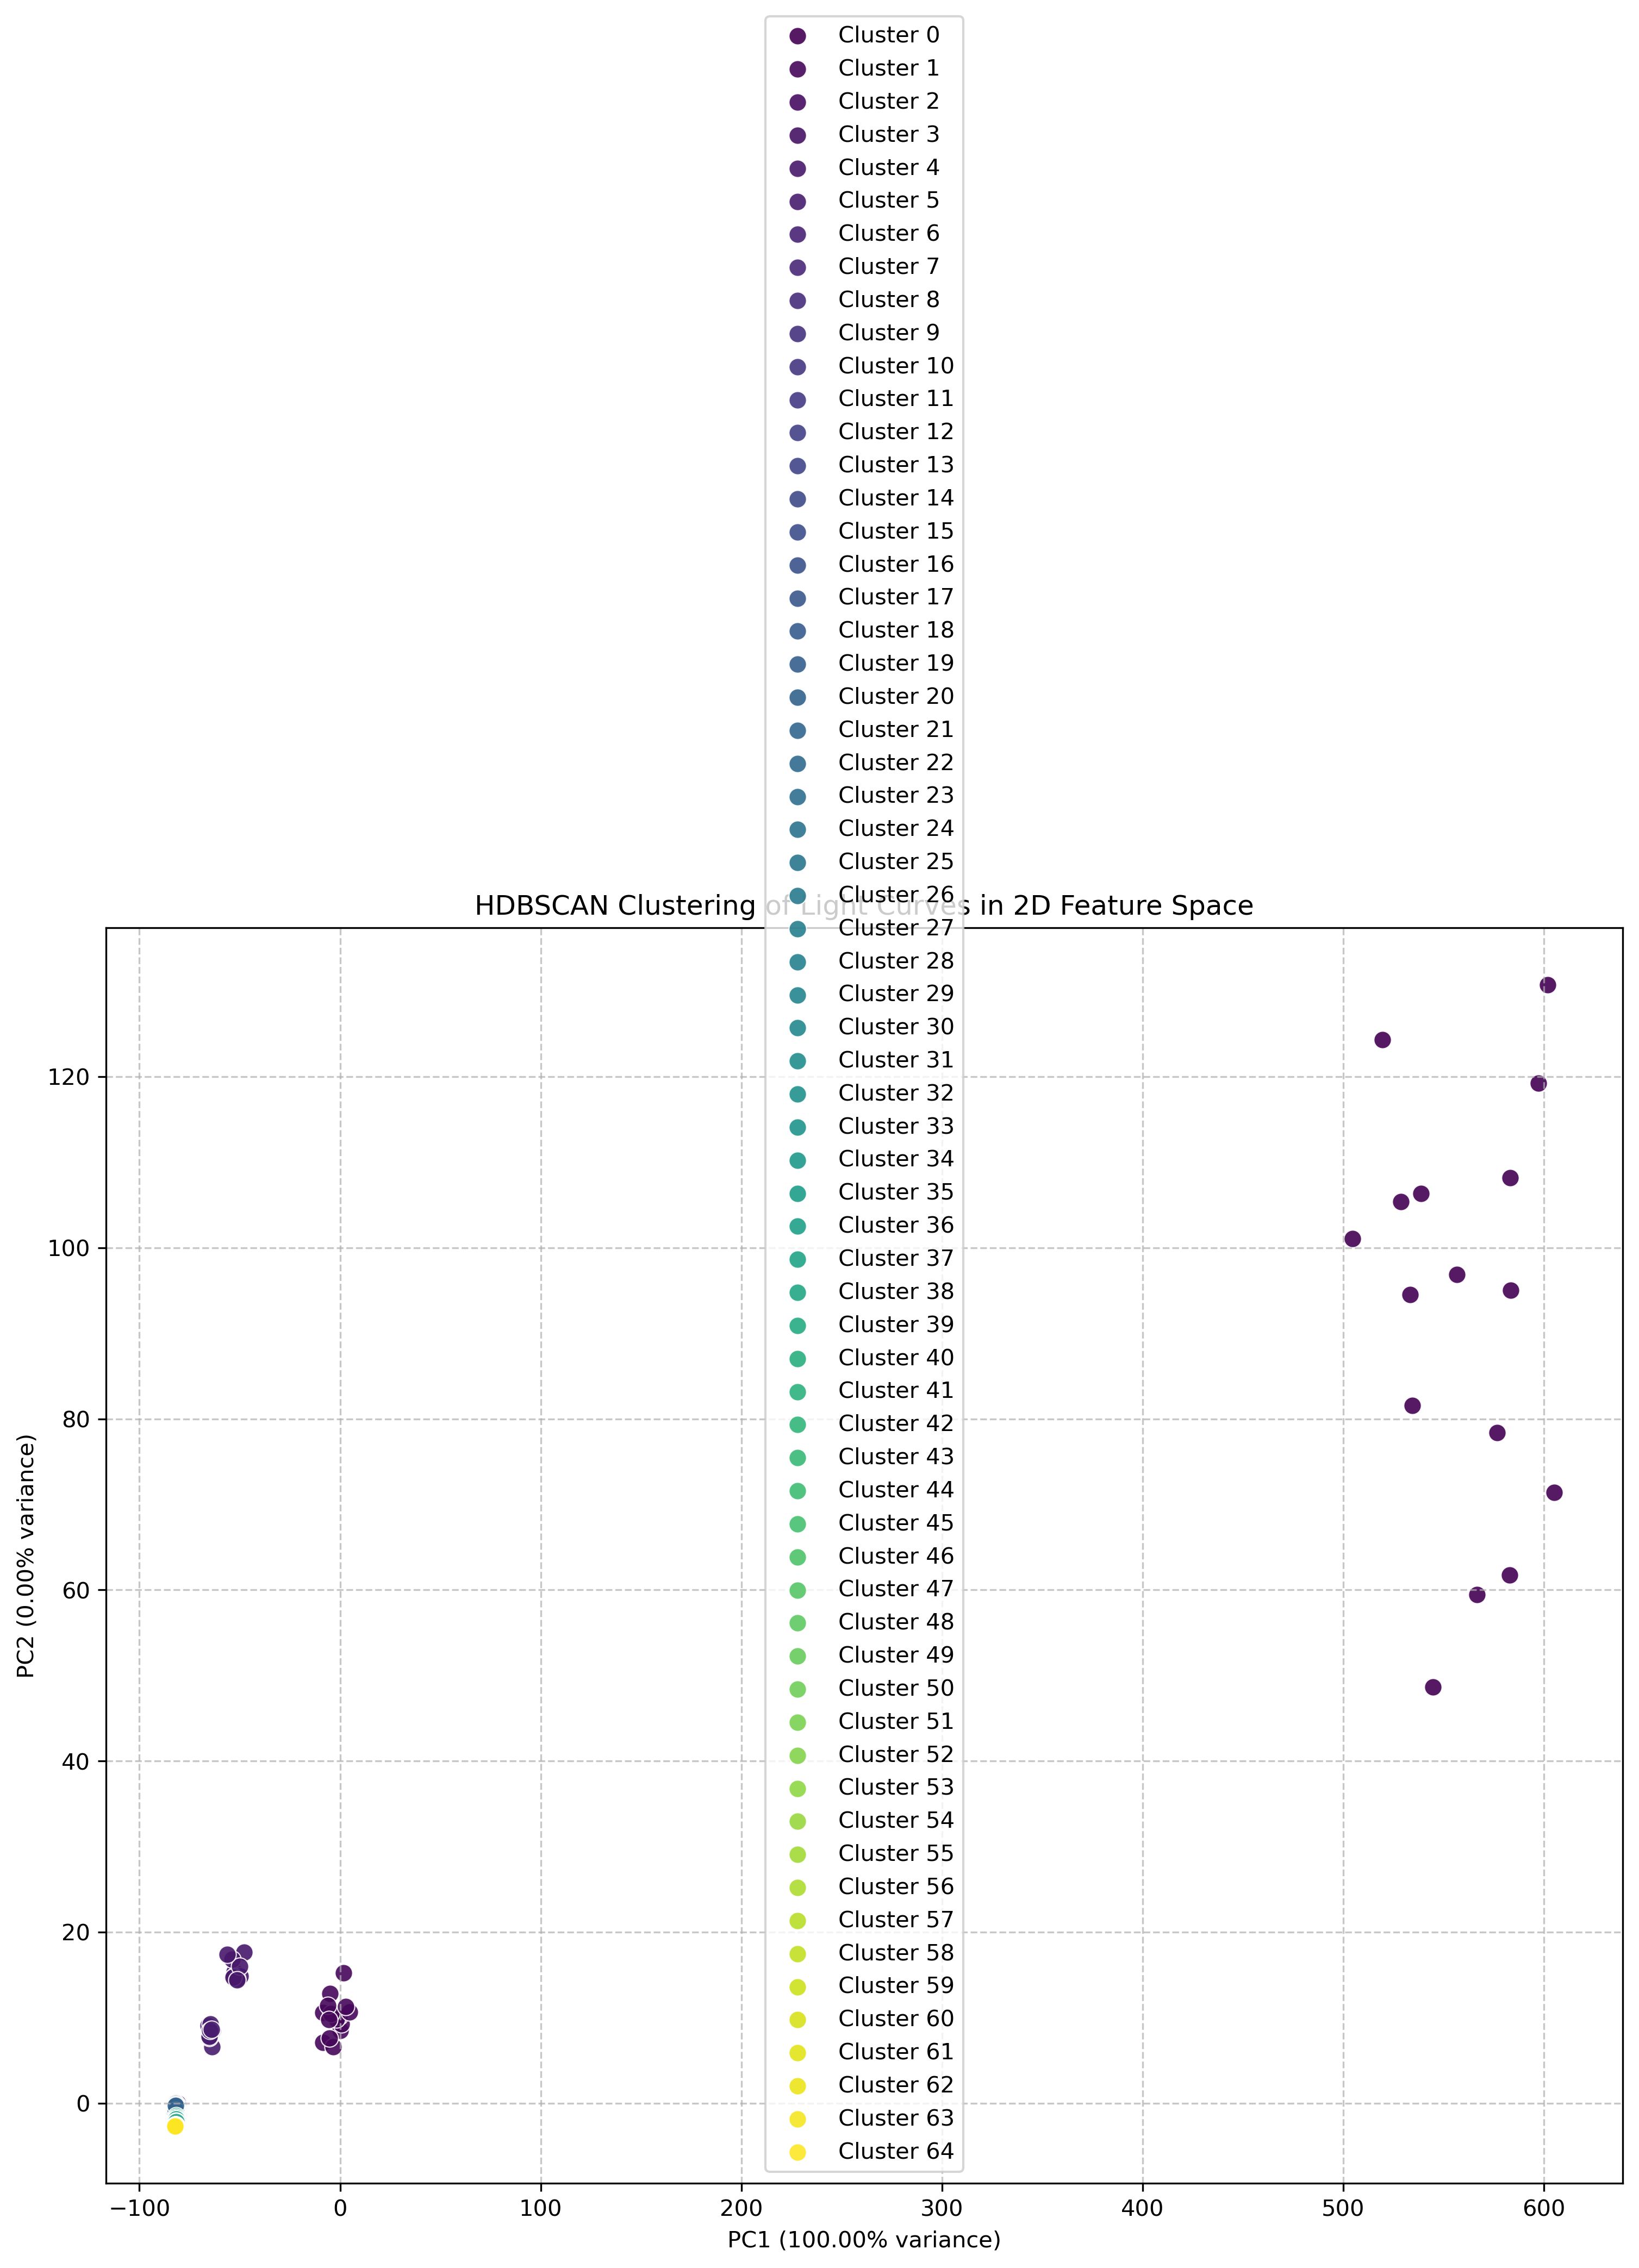 Cluster 0
Cluster 1
Cluster 2
Cluster 3
Cluster 4
Cluster 5
Cluster 6
Cluster 7
Cluster 8
Cluster 9
Cluster 10
Cluster 11
Cluster 12
Cluster 13
Cluster 14
Cluster 15
Cluster 16
Cluster 17
Cluster 18
Cluster 19
Cluster 20
Cluster 21
Cluster 22
Cluster 23
Cluster 24
Cluster 25
Cluster 26
HDBSCAN Clustering of Light Curves in 2D Feature Space
Cluster 27
Cluster 28
Cluster 29
Cluster 30
Cluster 31
Cluster 32
Cluster 33
Cluster 34
Cluster 35
Cluster 36
Cluster 37
Cluster 38
Cluster 39
Cluster 40
Cluster 41
Cluster 42
Cluster 43
Cluster 44
Cluster 45
Cluster 46
Cluster 47
Cluster 48
Cluster 49
Cluster 50
Cluster 51
Cluster 52
Cluster 53
Cluster 54
Cluster 55
Cluster 56
Cluster 57
Cluster 58
Cluster 59
Cluster 60
Cluster 61
Cluster 62
Cluster 63
Cluster 64
PC2 (0.00% variance)
120
100
80
60
40
20
0
−100 0 100 200 300 400 500 600
PC1 (100.00% variance)